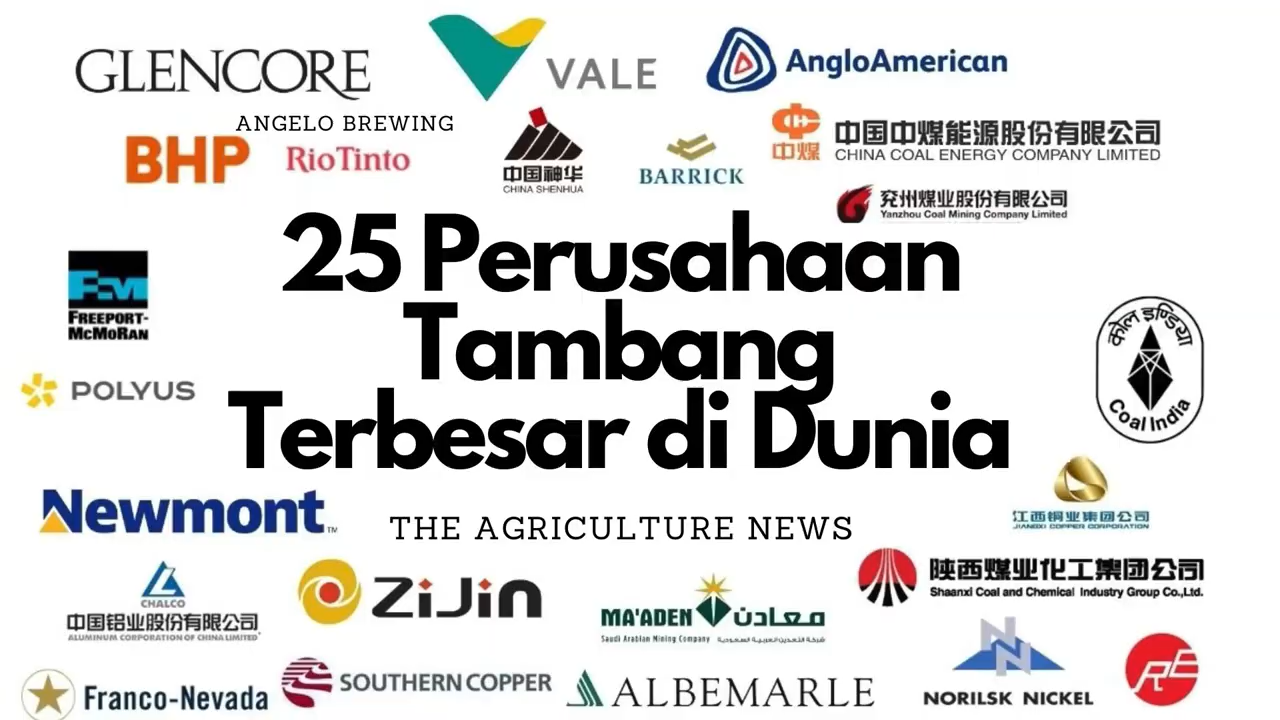 GLENCORE
VALE
AngloAmerican
ANGELO BREWING
BHP
RioTinto
中国神华
CHINA SHENHUA
BARRICK
中煤
中国中煤能源股份有限公司
CHINA COAL ENERGY COMPANY LIMITED
兖州煤业股份有限公司
Yanzhou Coal Mining Company Limited
25 Perusahaan
Tambang
Terbesar di Dunia
FREEPORT-
McMoRan
POLYUS
कोल इण्डिया
Coal India
Newmont™
THE AGRICULTURE NEWS
江西铜业集团公司
JIANGXI COPPER CORPORATION
CHALCO
中国铝业股份有限公司
ALUMINUM CORPORATION OF CHINA LIMITED
ZiJin
MA'ADEN معادن
Saudi Arabian Mining Company شركة التعدين العربية السعودية
陕西煤业化工集团公司
Shaanxi Coal and Chemical Industry Group Co.,Ltd.
Franco-Nevada
SOUTHERN COPPER
ALBEMARLE
NORILSK NICKEL